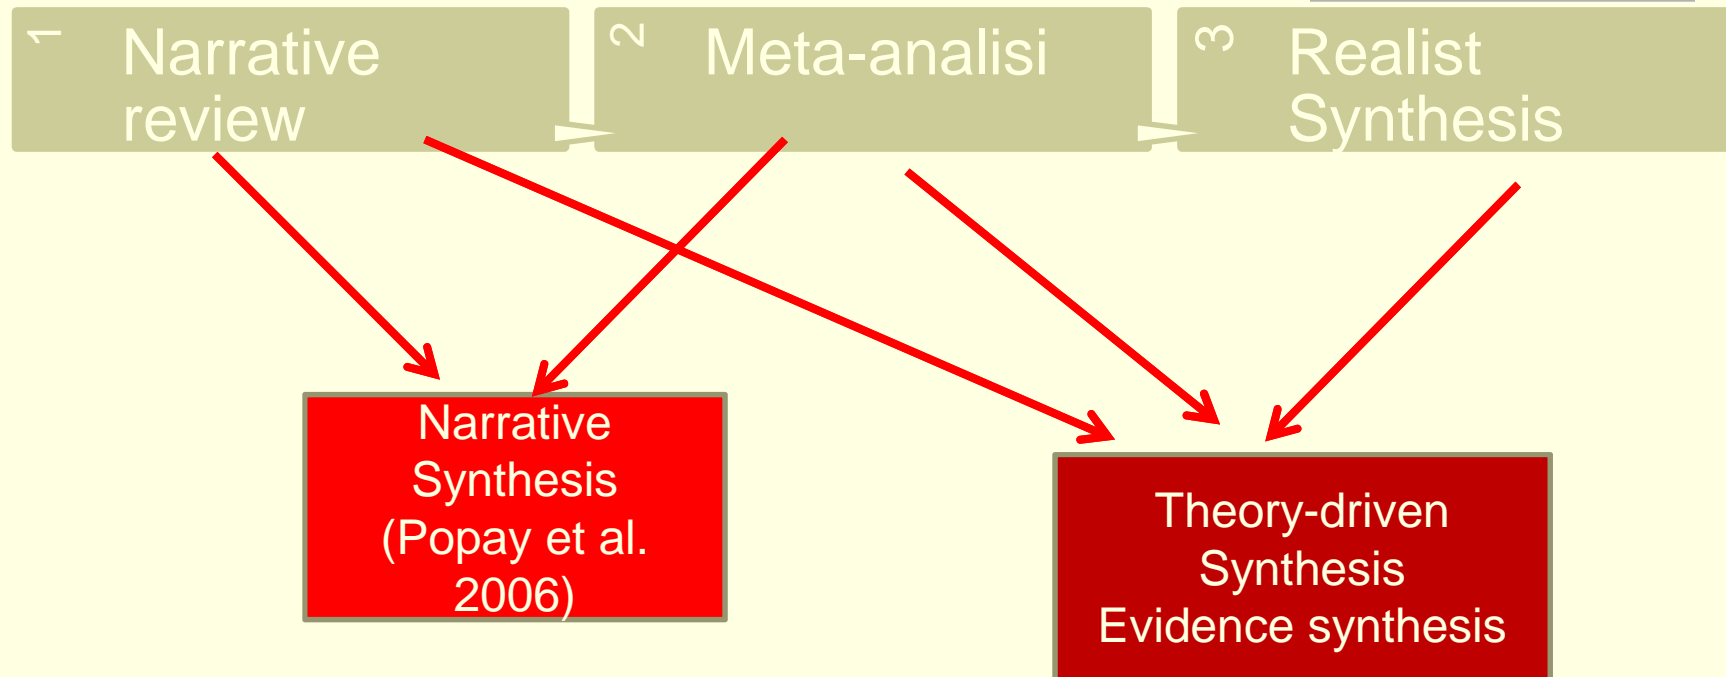 1
Narrative
review
2
Meta-analisi
3
Realist
Synthesis
Narrative
Synthesis
(Popay et al.
2006)
Theory-driven
Synthesis
Evidence synthesis